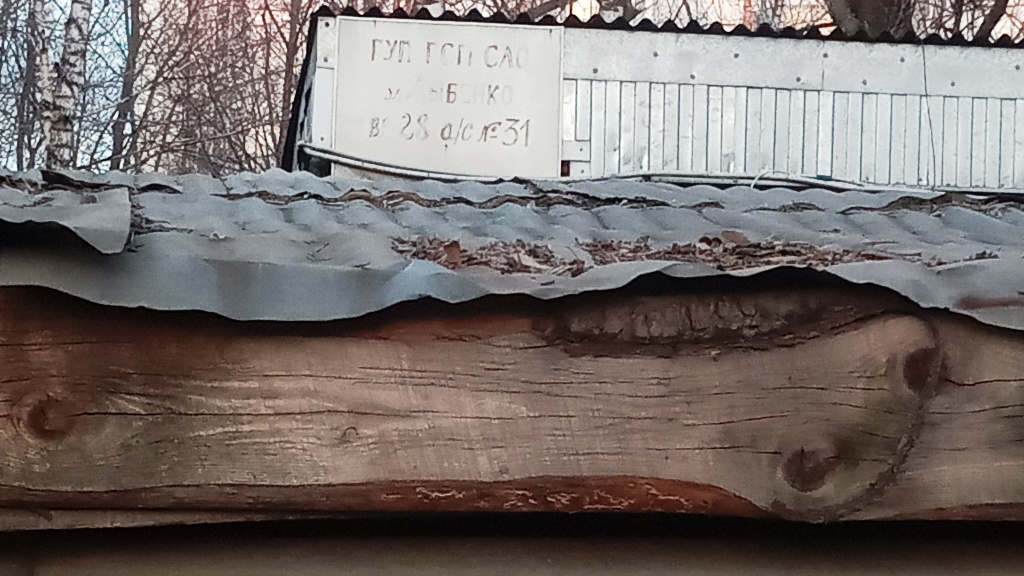 ГУП ГСП САО
вл 28 а/с №31